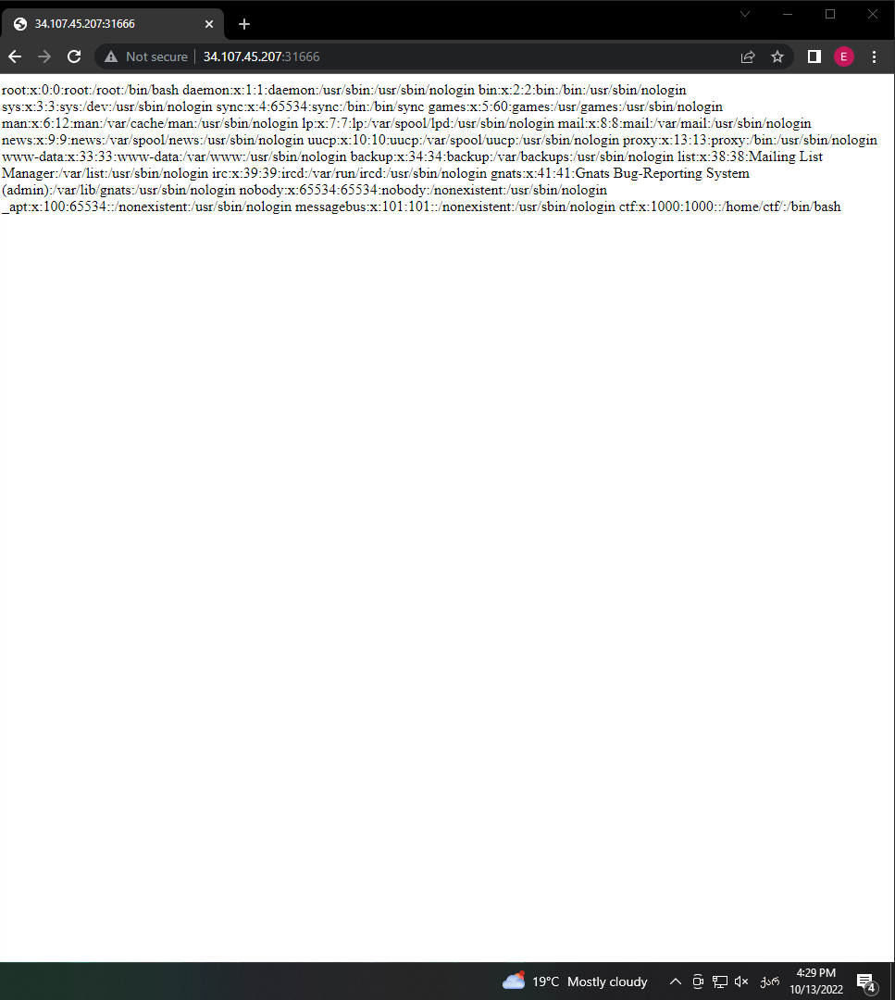 34.107.45.207:31666
Not secure 34.107.45.207:31666
E
root:x:0:0:root:/root:/bin/bash daemon:x:1:1:daemon:/usr/sbin:/usr/sbin/nologin bin:x:2:2:bin:/bin:/usr/sbin/nologin
sys:x:3:3:sys:/dev:/usr/sbin/nologin sync:x:4:65534:sync:/bin:/bin/sync games:x:5:60:games:/usr/games:/usr/sbin/nologin
man:x:6:12:man:/var/cache/man:/usr/sbin/nologin lp:x:7:7:lp:/var/spool/lpd:/usr/sbin/nologin mail:x:8:8:mail:/var/mail:/usr/sbin/nologin
news:x:9:9:news:/var/spool/news:/usr/sbin/nologin uucp:x:10:10:uucp:/var/spool/uucp:/usr/sbin/nologin proxy:x:13:13:proxy:/bin:/usr/sbin/nologin
www-data:x:33:33:www-data:/var/www:/usr/sbin/nologin backup:x:34:34:backup:/var/backups:/usr/sbin/nologin list:x:38:38:Mailing List
Manager:/var/list:/usr/sbin/nologin irc:x:39:39:ircd:/var/run/ircd:/usr/sbin/nologin gnats:x:41:41:Gnats Bug-Reporting System
(admin):/var/lib/gnats:/usr/sbin/nologin nobody:x:65534:65534:nobody:/nonexistent:/usr/sbin/nologin
_apt:x:100:65534::/nonexistent:/usr/sbin/nologin messagebus:x:101:101::/nonexistent:/usr/sbin/nologin ctf:x:1000:1000::/home/ctf/:/bin/bash
19°C Mostly cloudy
ქარ
4:29 PM
10/13/2022
4